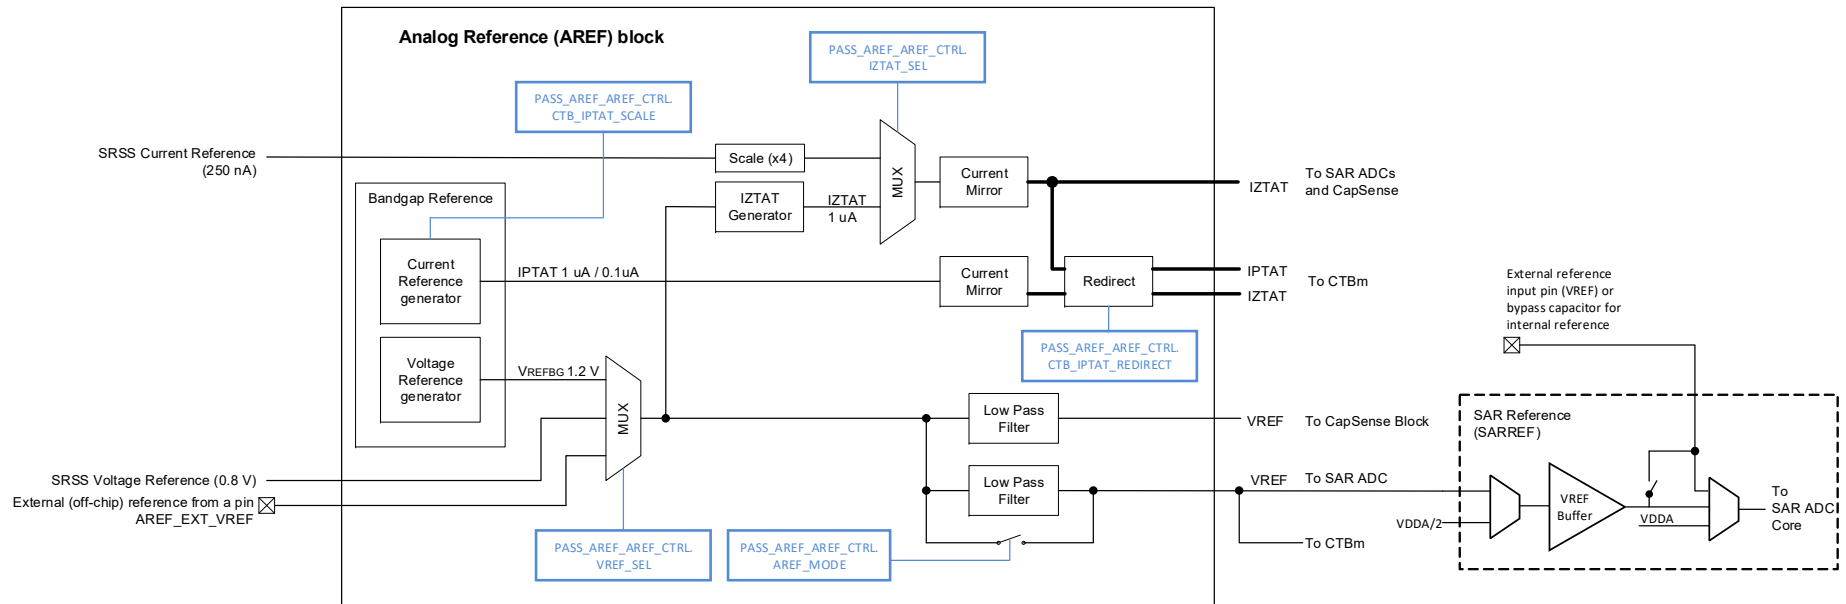 Analog Reference (AREF) block
PASS_AREF_AREF_CTRL.
IZTAT_SEL
PASS_AREF_AREF_CTRL.
CTB_IPTAT_SCALE
SRSS Current Reference
(250 nA)
Scale (x4)
MUX
Current
Mirror
IZTAT
To SAR ADCs
and CapSense
Bandgap Reference
IZTAT
Generator
IZTAT
1 uA
Current
Reference
generator
IPTAT 1 uA / 0.1uA
Current
Mirror
Redirect
IPTAT
IZTAT
To CTBm
External reference
input pin (VREF) or
bypass capacitor for
internal reference
PASS_AREF_AREF_CTRL.
CTB_IPTAT_REDIRECT
Voltage
Reference
generator
VREFBG 1.2 V
MUX
Low Pass
Filter
VREF
To CapSense Block
SAR Reference
(SARREF)
SRSS Voltage Reference (0.8 V)
External (off-chip) reference from a pin
AREF_EXT_VREF
Low Pass
Filter
VREF
To SAR ADC
VREF
Buffer
VDDA/2
VDDA
To
SAR ADC
Core
To CTBm
PASS_AREF_AREF_CTRL.
VREF_SEL
PASS_AREF_AREF_CTRL.
AREF_MODE